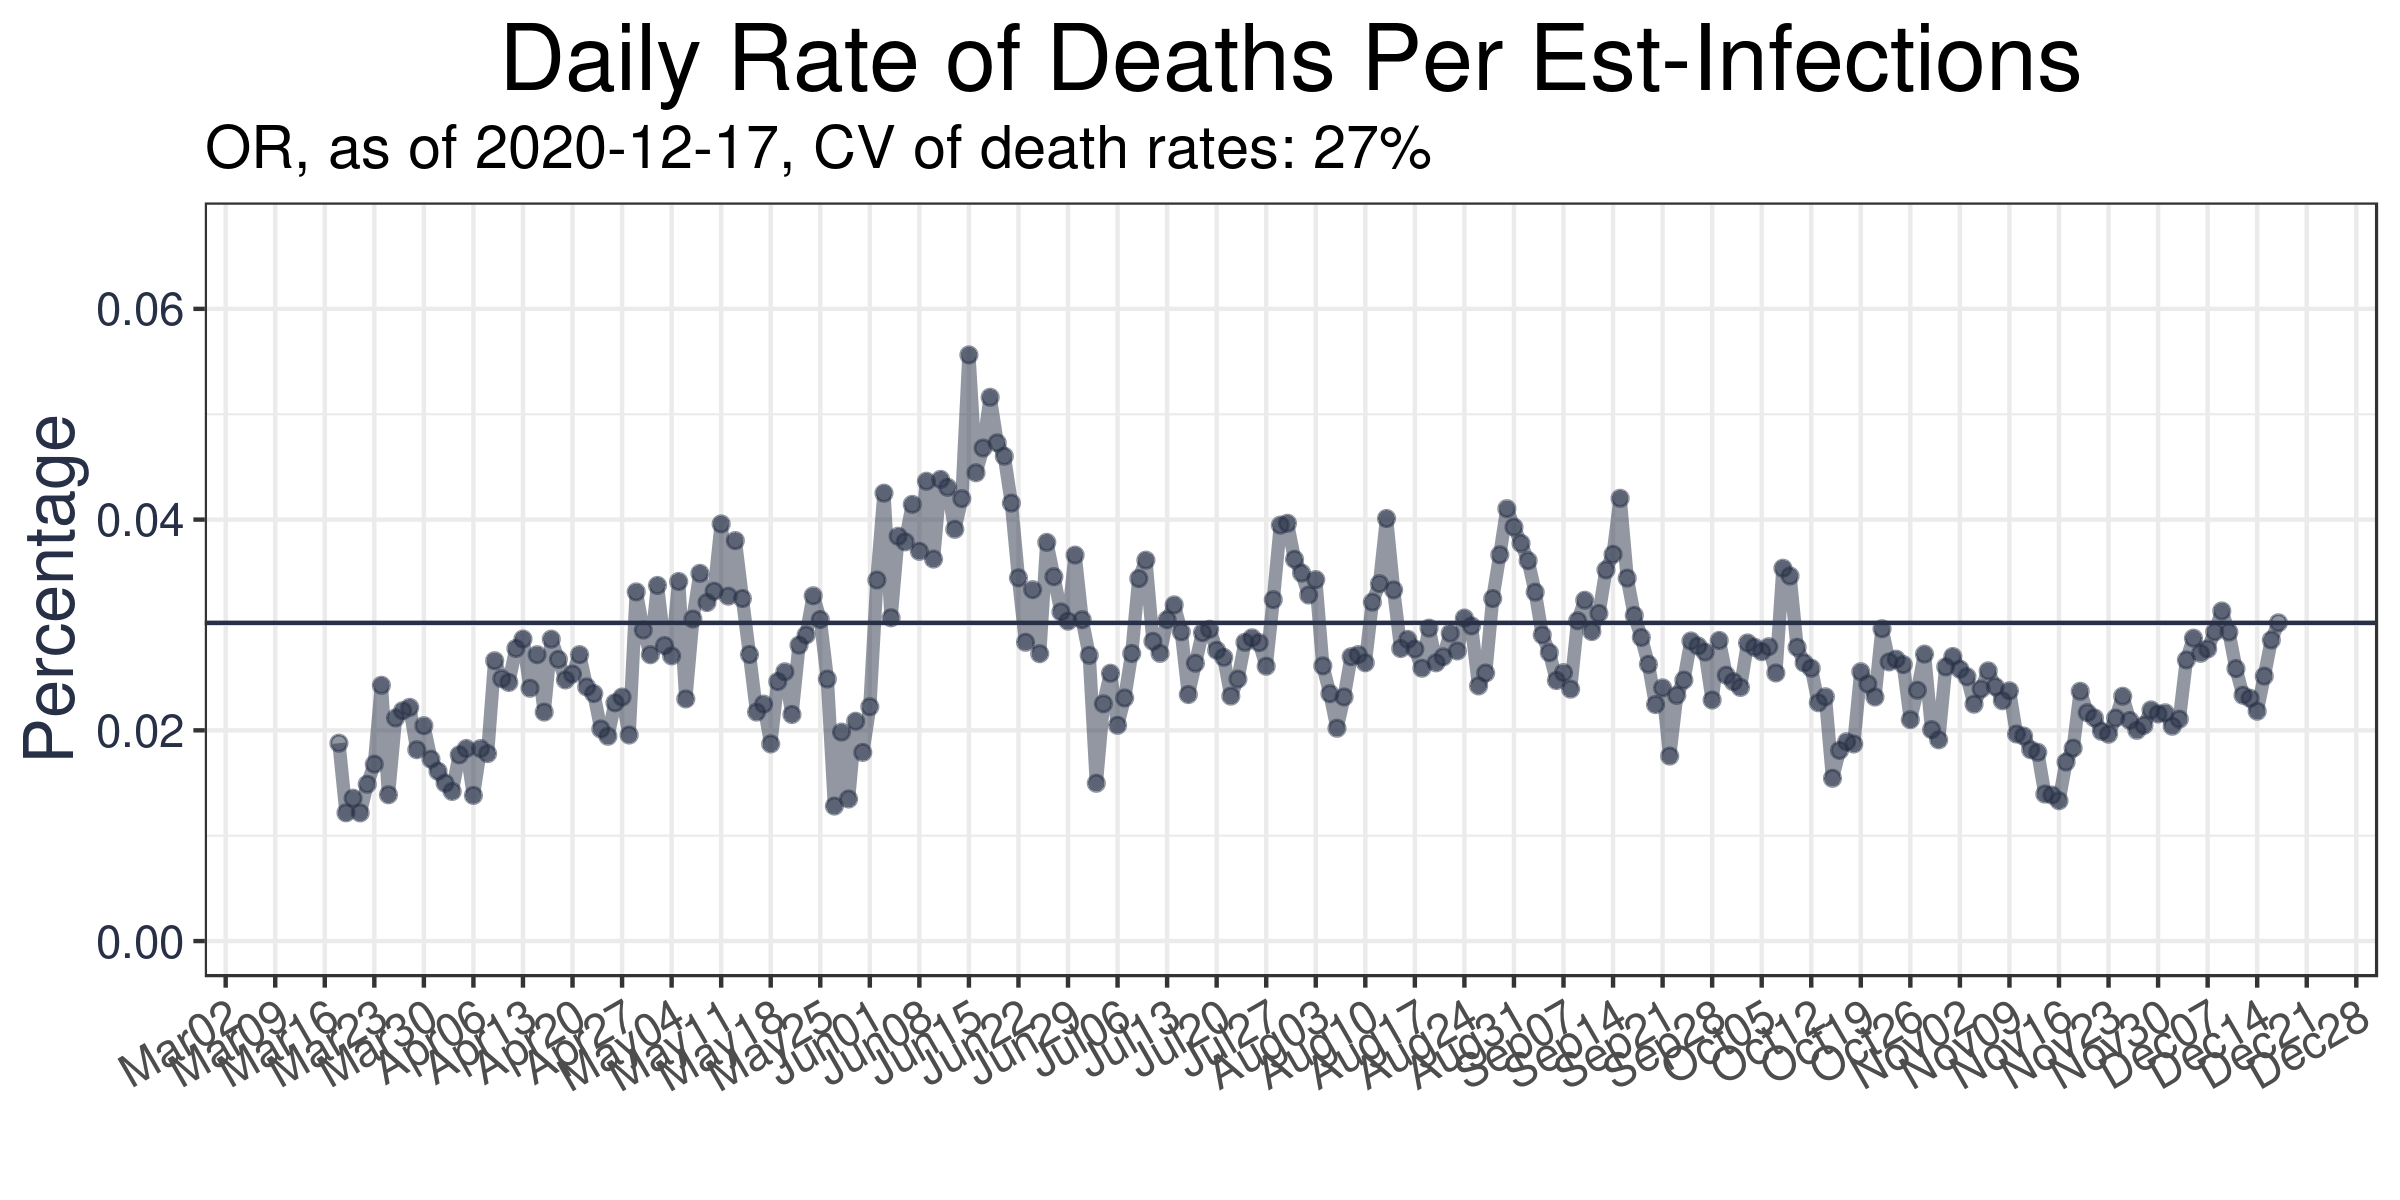 Daily Rate of Deaths Per Est-Infections
OR, as of 2020-12-17, CV of death rates: 27%
Percentage
0.06
0.04
0.02
0.00
Mar02
Mar09
Mar16
Mar23
Mar30
Apr06
Apr13
Apr20
Apr27
May04
May11
May18
May25
Jun01
Jun08
Jun15
Jun22
Jun29
Jul06
Jul13
Jul20
Jul27
Aug03
Aug10
Aug17
Aug24
Aug31
Sep07
Sep14
Sep21
Sep28
Oct05
Oct12
Oct19
Oct26
Nov02
Nov09
Nov16
Nov23
Nov30
Dec07
Dec14
Dec21
Dec28